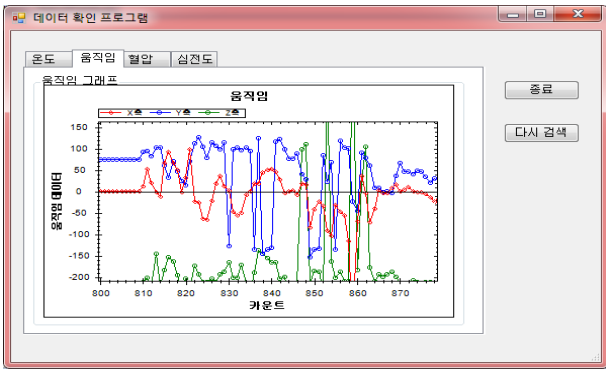 데이터 확인 프로그램
온도 움직임 혈압 심전도
움직임 그래프
움직임
X축 Y축 Z축
150
100
50
0
-50
-100
-150
-200
움직임 데이터
800 810 820 830 840 850 860 870
카운트
종료
다시 검색